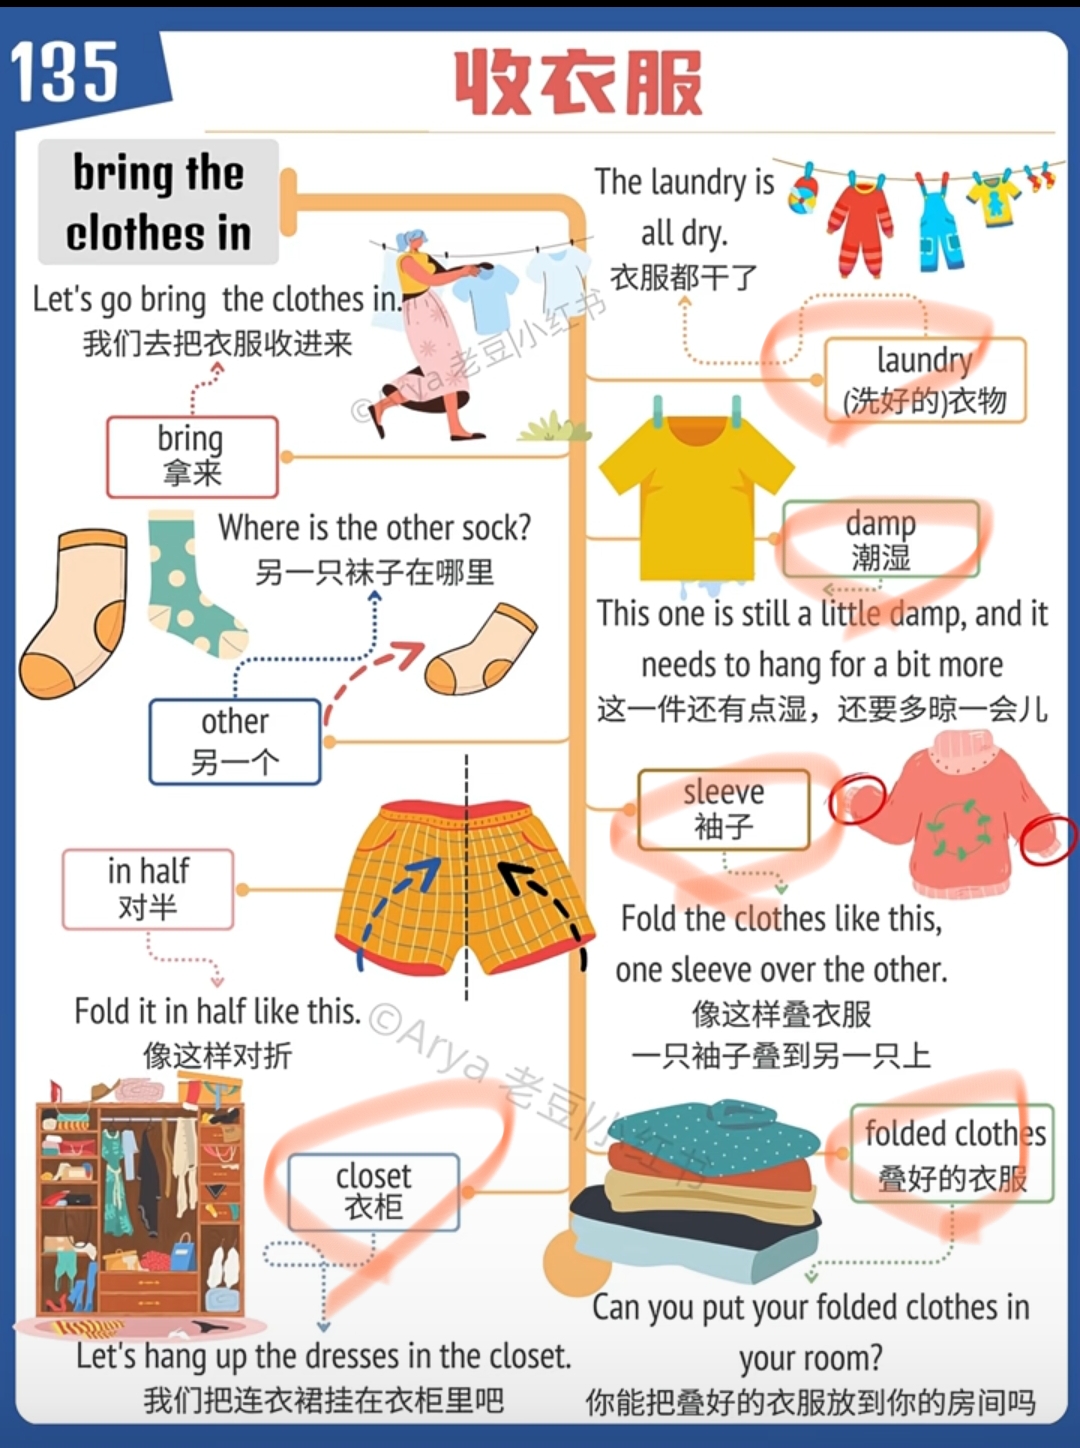 135
收衣服
bring the
clothes in
Let's go bring the clothes in.
我们去把衣服收进来
bring
拿来
The laundry is
all dry.
衣服都干了
laundry
(洗好的)衣物
damp
潮湿
This one is still a little damp, and it
needs to hang for a bit more
这一件还有点湿，还要多晾一会儿
Where is the other sock?
另一只袜子在哪里
other
另一个
sleeve
袖子
Fold the clothes like this,
one sleeve over the other.
像这样叠衣服
一只袖子叠到另一只上
in half
对半
Fold it in half like this.
像这样对折
closet
衣柜
Let's hang up the dresses in the closet.
我们把连衣裙挂在衣柜里吧
folded clothes
叠好的衣服
Can you put your folded clothes in
your room?
你能把叠好的衣服放到你的房间吗
©Arya 老豆|小红书
©Arya 老豆|小红书